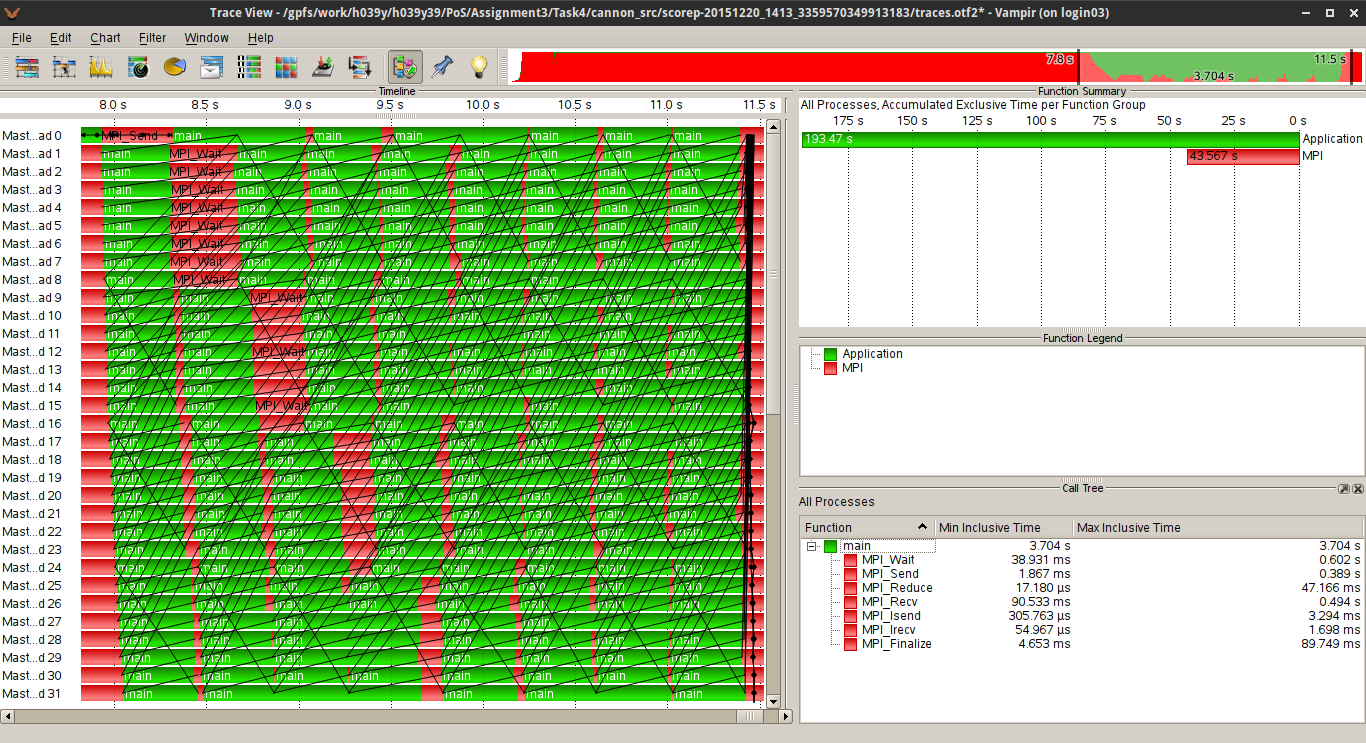 Trace View - /gpfs/work/h039y/h039y39/PoS/Assignment3/Task4/cannon_src/scorep-20151220_1413_3359570349913183/traces.otf2* - Vampir (on login03)
File Edit Chart Filter Window Help
7.8 s 3.704 s 11.5 s
Timeline
8.0 s 8.5 s 9.0 s 9.5 s 10.0 s 10.5 s 11.0 s 11.5 s
Mast...ad 0 MPI_Send main main main main main main
Mast...ad 1 main MPI_Wait main main main main main main main
Mast...ad 2 main MPI_Wait main main main main main main main
Mast...ad 3 main MPI_Wait main main main main main main main
Mast...ad 4 main MPI_Wait main main main main main main main
Mast...ad 5 main MPI_Wait main main main main main main main
Mast...ad 6 main MPI_Wait main main main main main main main
Mast...ad 7 main MPI_Wait main main main main main main main
Mast...ad 8 main MPI_Wait main main main main main
Mast...ad 9 main main MPI_Wait main main main main main main
Mast...d 10 main main main main main main main main
Mast...d 11 main main main main main main main main
Mast...d 12 main main MPI_Wait main main main main main main
Mast...d 13 main main main main main main main main
Mast...d 14 main main main main main main main main
Mast...d 15 main main MPI_Wait main main main main main
Mast...d 16 main main main main main main main main
Mast...d 17 main main main main main main main main
Mast...d 18 main main main main main main main main
Mast...d 19 main main main main main main main main
Mast...d 20 main main main main main main main main
Mast...d 21 main main main main main main main main
Mast...d 22 main main main main main main main main
Mast...d 23 main main main main main main main main
Mast...d 24 main main main main main main main main
Mast...d 25 main main main main main main main main
Mast...d 26 main main main main main main main main
Mast...d 27 main main main main main main main
Mast...d 28 main main main main main main main main
Mast...d 29 main main main main main main main main
Mast...d 30 main main main main main main main main
Mast...d 31 main main main main main main
Function Summary
All Processes, Accumulated Exclusive Time per Function Group
175 s 150 s 125 s 100 s 75 s 50 s 25 s 0 s
193.47 s Application
43.567 s MPI
Function Legend
Application
MPI
Call Tree
All Processes
Function Min Inclusive Time Max Inclusive Time
main 3.704 s 3.704 s
MPI_Wait 38.931 ms 0.602 s
MPI_Send 1.867 ms 0.389 s
MPI_Reduce 17.180 µs 47.166 ms
MPI_Recv 90.533 ms 0.494 s
MPI_Isend 305.763 µs 3.294 ms
MPI_Irecv 54.967 µs 1.698 ms
MPI_Finalize 4.653 ms 89.749 ms